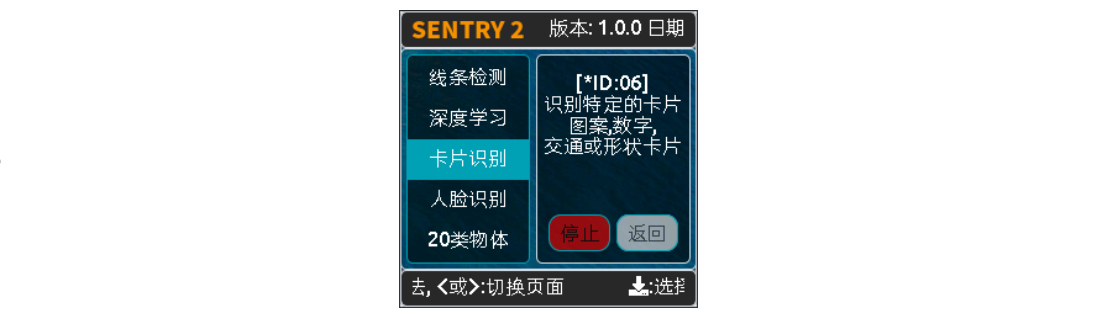 SENTRY 2 版本: 1.0.0 日期
线条检测
深度学习
卡片识别
人脸识别
20类物体
[*ID:06]
识别特定的卡片
图案,数字,
交通或形状卡片
停止 返回
去, <或>:切换页面 :选择